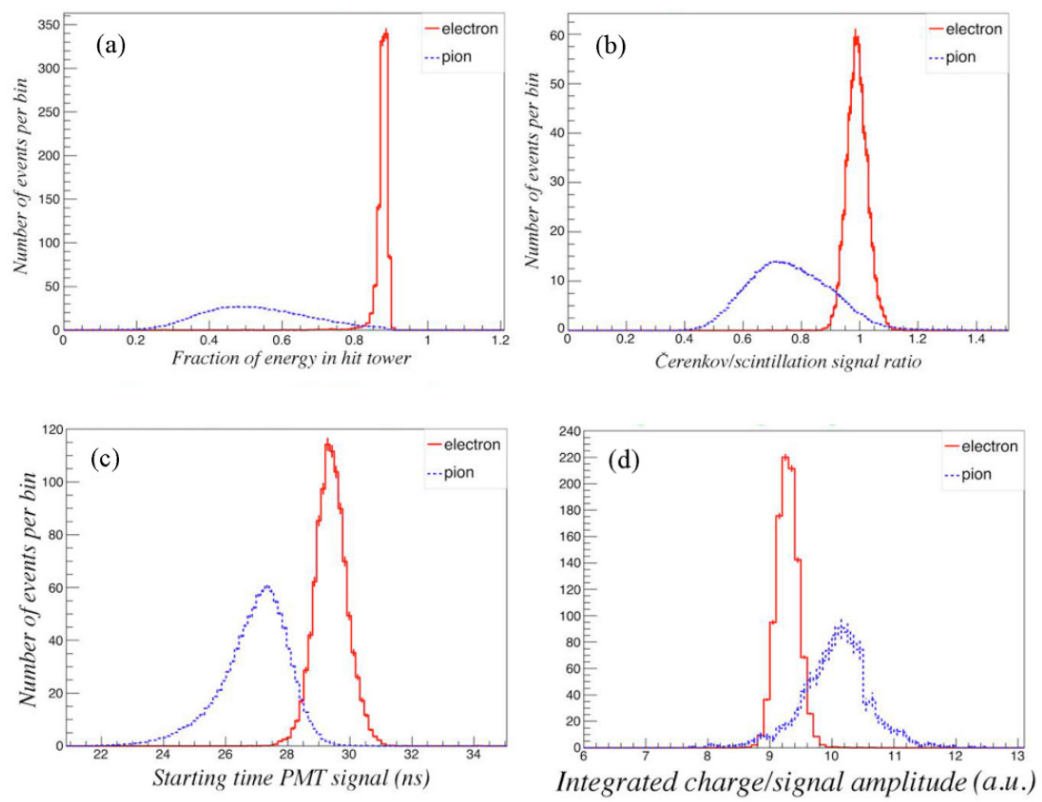 (a)
electron
pion
Number of events per bin
350
300
250
200
150
100
50
0
0 0.2 0.4 0.6 0.8 1 1.2
Fraction of energy in hit tower
(b)
electron
pion
Number of events per bin
60
50
40
30
20
10
0
0 0.2 0.4 0.6 0.8 1 1.2 1.4
Čerenkov/scintillation signal ratio
(c)
electron
pion
Number of events per bin
120
100
80
60
40
20
0
22 24 26 28 30 32 34
Starting time PMT signal (ns)
(d)
electron
pion
240
220
200
180
160
140
120
100
80
60
40
20
0
6 7 8 9 10 11 12 13
Integrated charge/signal amplitude (a.u.)